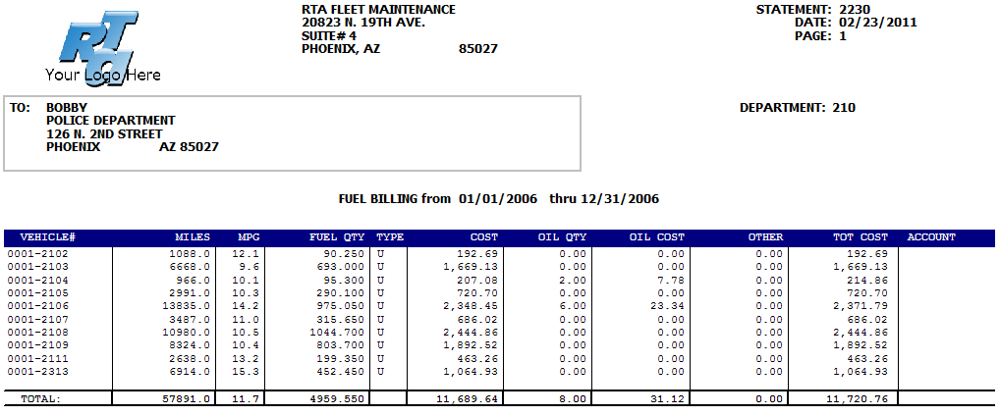 RTA
Your Logo Here
RTA FLEET MAINTENANCE
20823 N. 19TH AVE.
SUITE# 4
PHOENIX, AZ 85027
STATEMENT: 2230
DATE: 02/23/2011
PAGE: 1
TO: BOBBY
POLICE DEPARTMENT
126 N. 2ND STREET
PHOENIX AZ 85027
DEPARTMENT: 210
FUEL BILLING from 01/01/2006 thru 12/31/2006
VEHICLE# MILES MPG FUEL QTY TYPE COST OIL QTY OIL COST OTHER TOT COST ACCOUNT
0001-2102 1088.0 12.1 90.250 U 192.69 0.00 0.00 0.00 192.69
0001-2103 6668.0 9.6 693.000 U 1,669.13 0.00 0.00 0.00 1,669.13
0001-2104 966.0 10.1 95.300 U 207.08 2.00 7.78 0.00 214.86
0001-2105 2991.0 10.3 290.100 U 720.70 0.00 0.00 0.00 720.70
0001-2106 13835.0 14.2 975.050 U 2,348.45 6.00 23.34 0.00 2,371.79
0001-2107 3487.0 11.0 315.650 U 686.02 0.00 0.00 0.00 686.02
0001-2108 10980.0 10.5 1044.700 U 2,444.86 0.00 0.00 0.00 2,444.86
0001-2109 8324.0 10.4 803.700 U 1,892.52 0.00 0.00 0.00 1,892.52
0001-2111 2638.0 13.2 199.350 U 463.26 0.00 0.00 0.00 463.26
0001-2313 6914.0 15.3 452.450 U 1,064.93 0.00 0.00 0.00 1,064.93
TOTAL: 57891.0 11.7 4959.550 11,689.64 8.00 31.12 0.00 11,720.76